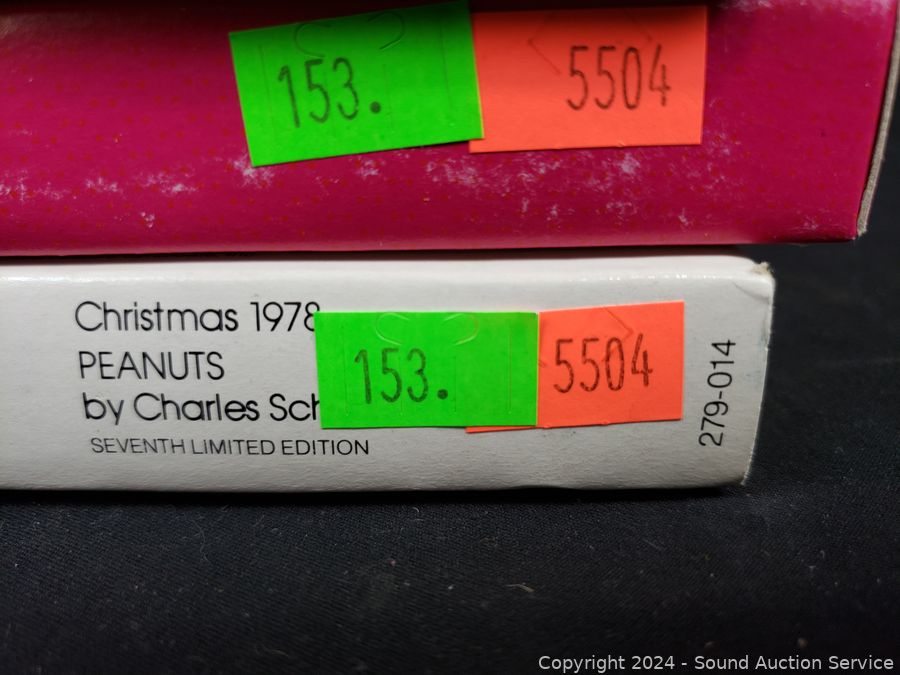 153.
5504
Christmas 1978
PEANUTS
by Charles Sch
SEVENTH LIMITED EDITION
153.
5504
279-014
Copyright 2024 - Sound Auction Service